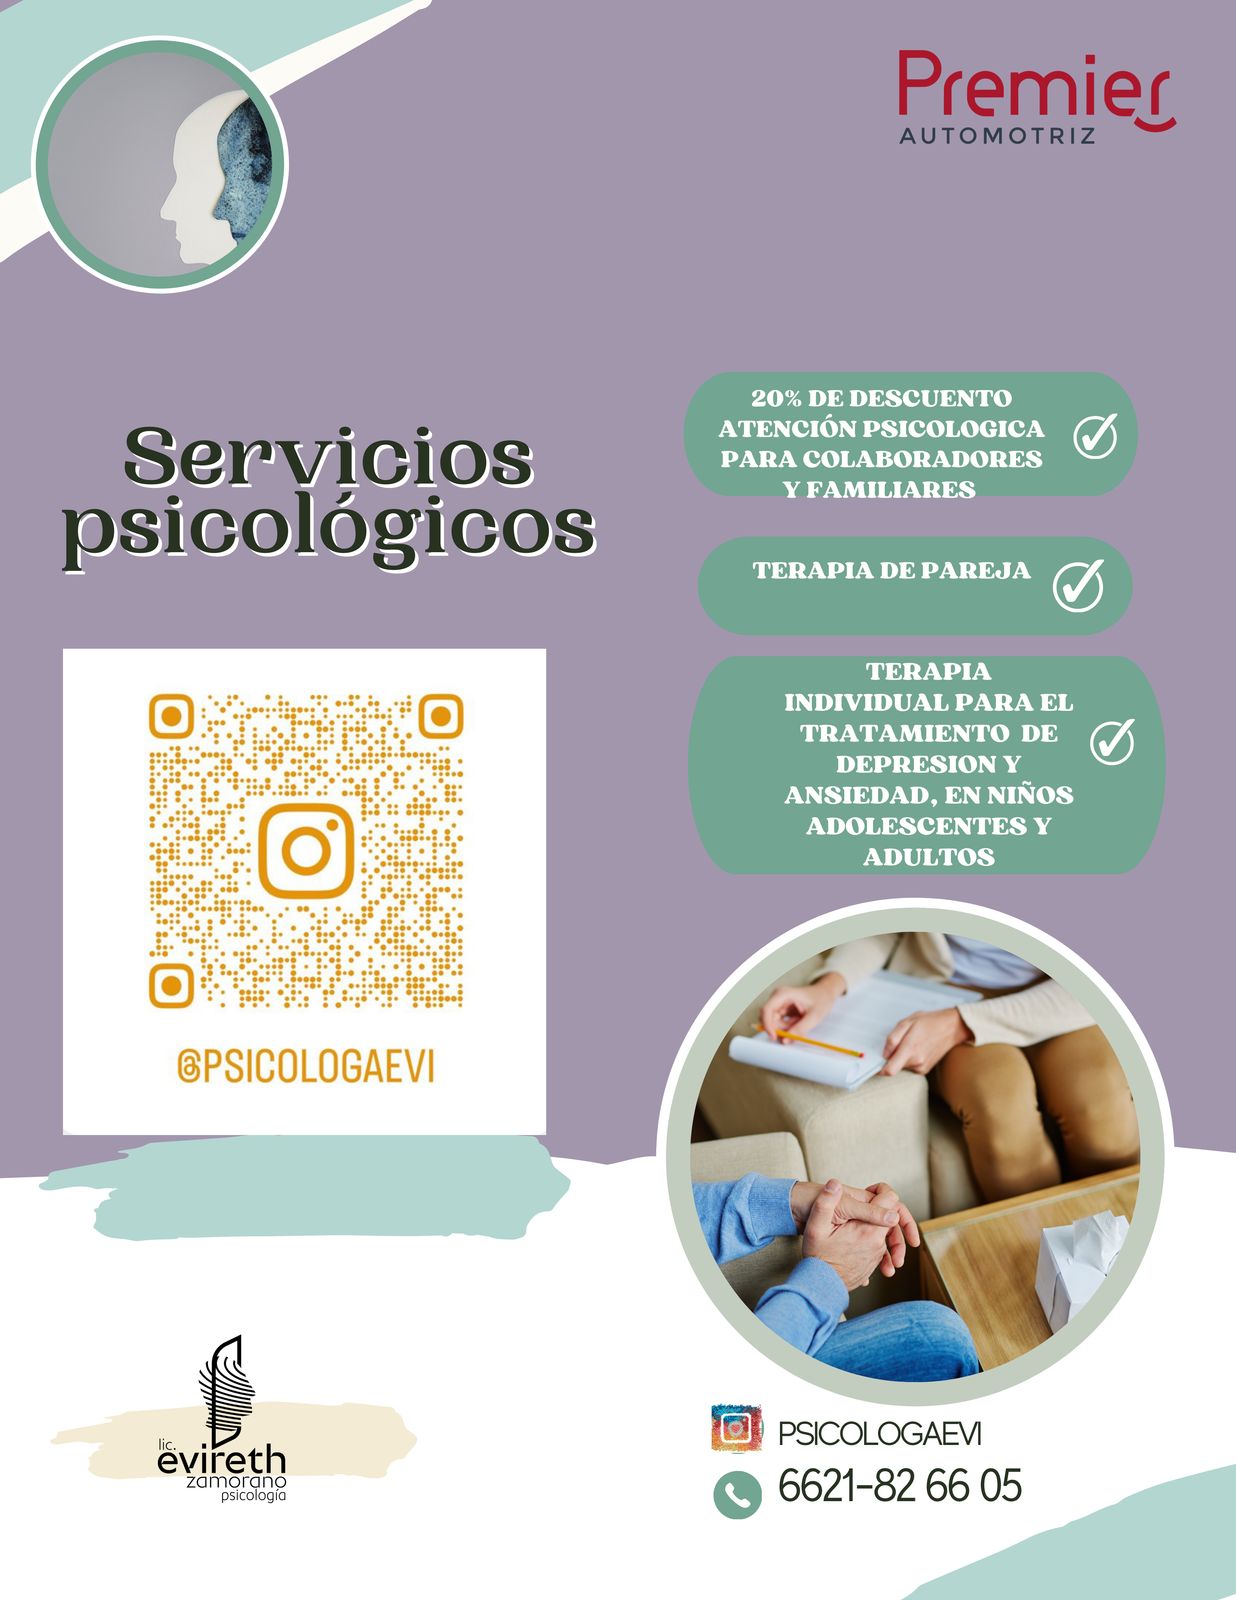 Premier
AUTOMOTRIZ
Servicios
psicológicos
20% DE DESCUENTO
ATENCIÓN PSICOLOGICA
PARA COLABORADORES
Y FAMILIARES
TERAPIA DE PAREJA
TERAPIA
INDIVIDUAL PARA EL
TRATAMIENTO DE
DEPRESION Y
ANSIEDAD, EN NIÑOS
ADOLESCENTES Y
ADULTOS
@PSICOLOGAEVI
lic.
evireth
zamorano
psicología
PSICOLOGAEVI
6621-82 66 05